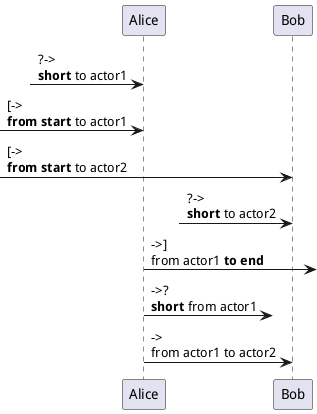 Alice Bob
?->
short to actor1
[->
from start to actor1
[->
from start to actor2
?->
short to actor2
->]
from actor1 to end
->?
short from actor1
->
from actor1 to actor2
Alice Bob